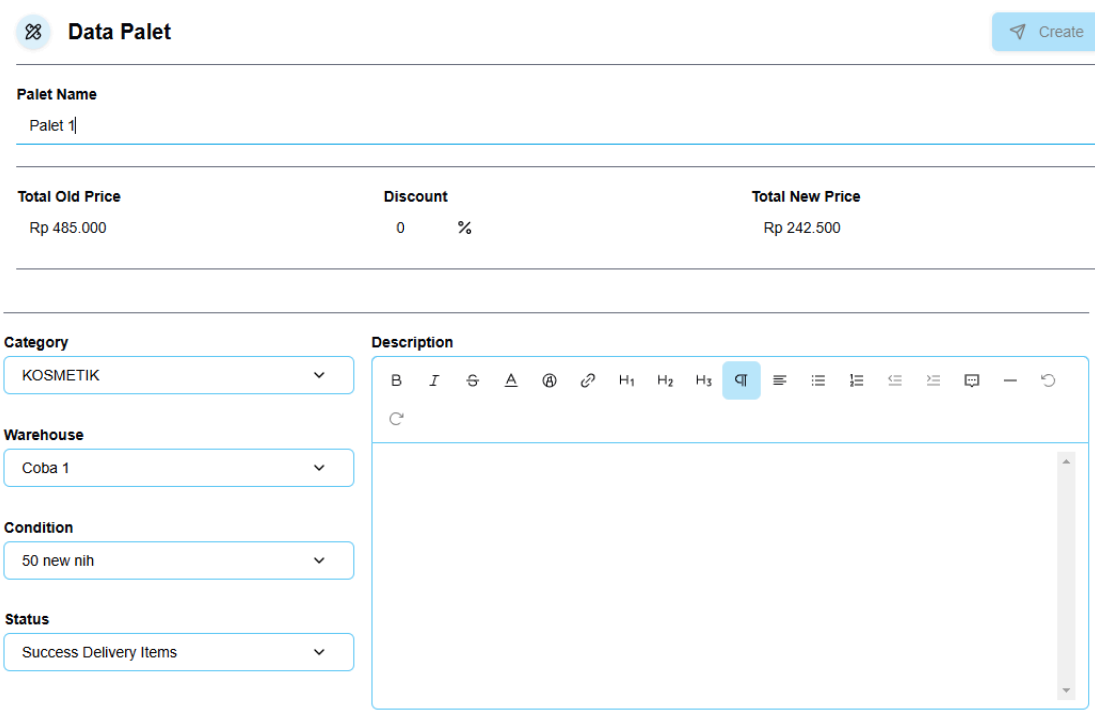 Data Palet
Create
Palet Name
Palet 1
Total Old Price Discount Total New Price
Rp 485.000 0 % Rp 242.500
Category
KOSMETIK
Warehouse
Coba 1
Condition
50 new nih
Status
Success Delivery Items
Description
B I S A A H1 H2 H3